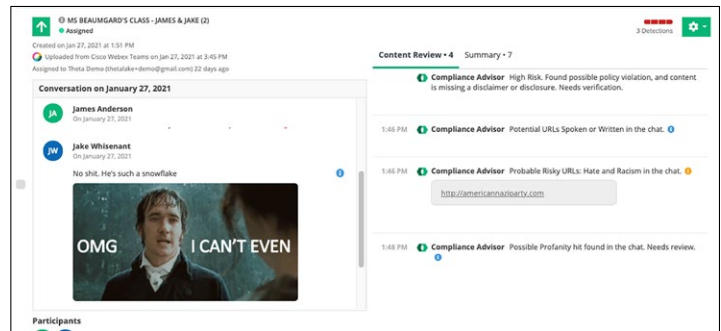 MS BEAUMGARD'S CLASS - JAMES & JAKE (2)
Assigned
3 Detections
Created on Jan 27, 2021 at 1:51 PM
Uploaded from Cisco Webex Teams on Jan 27, 2021 at 3:45 PM
Assigned to Theta Demo (thetalake+demo@gmail.com) 22 days ago
Content Review • 4 Summary • 7
Conversation on January 27, 2021
JA
James Anderson
On January 27, 2021
JW
Jake Whisenant
On January 27, 2021
No shit. He's such a snowflake
OMG I CAN'T EVEN
Participants
Compliance Advisor High Risk. Found possible policy violation, and content
is missing a disclaimer or disclosure. Needs verification.
1:46 PM Compliance Advisor Potential URLs Spoken or Written in the chat.
1:46 PM Compliance Advisor Probable Risky URLs: Hate and Racism in the chat.
http://americannaziparty.com
1:48 PM Compliance Advisor Possible Profanity hit found in the chat. Needs review.